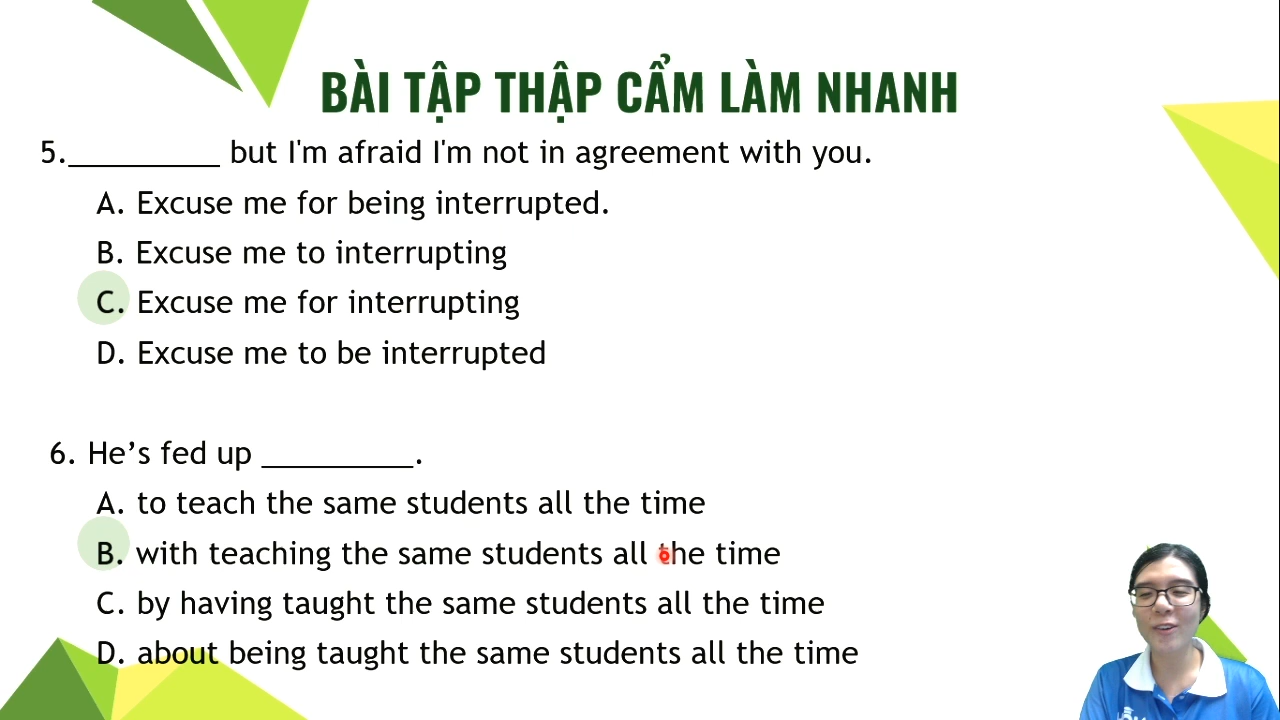 BÀI TẬP THẬP CẨM LÀM NHANH
5.__________ but I'm afraid I'm not in agreement with you.
A. Excuse me for being interrupted.
B. Excuse me to interrupting
C. Excuse me for interrupting
D. Excuse me to be interrupted
6. He’s fed up __________.
A. to teach the same students all the time
B. with teaching the same students all the time
C. by having taught the same students all the time
D. about being taught the same students all the time